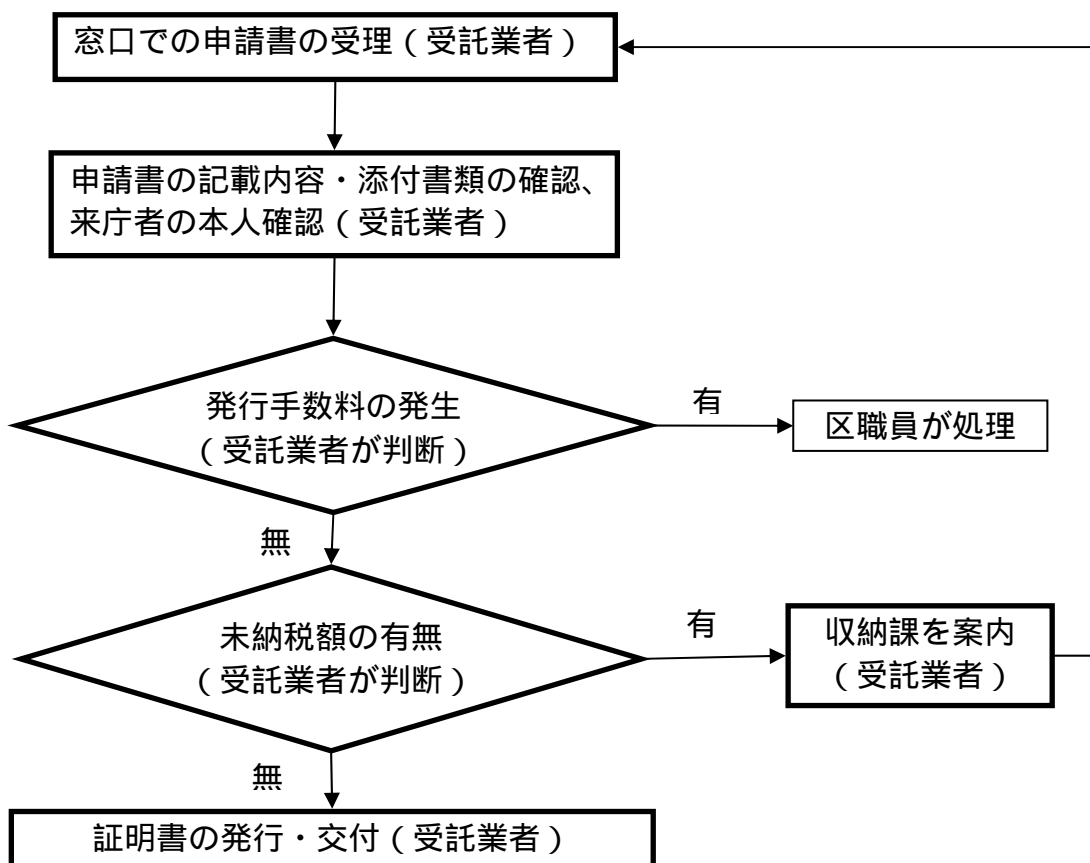 窓口での申請書の受理（受託業者）
申請書の記載内容・添付書類の確認、
来庁者の本人確認（受託業者）
発行手数料の発生
（受託業者が判断）
有
区職員が処理
無
未納税額の有無
（受託業者が判断）
有
収納課を案内
（受託業者）
無
証明書の発行・交付（受託業者）